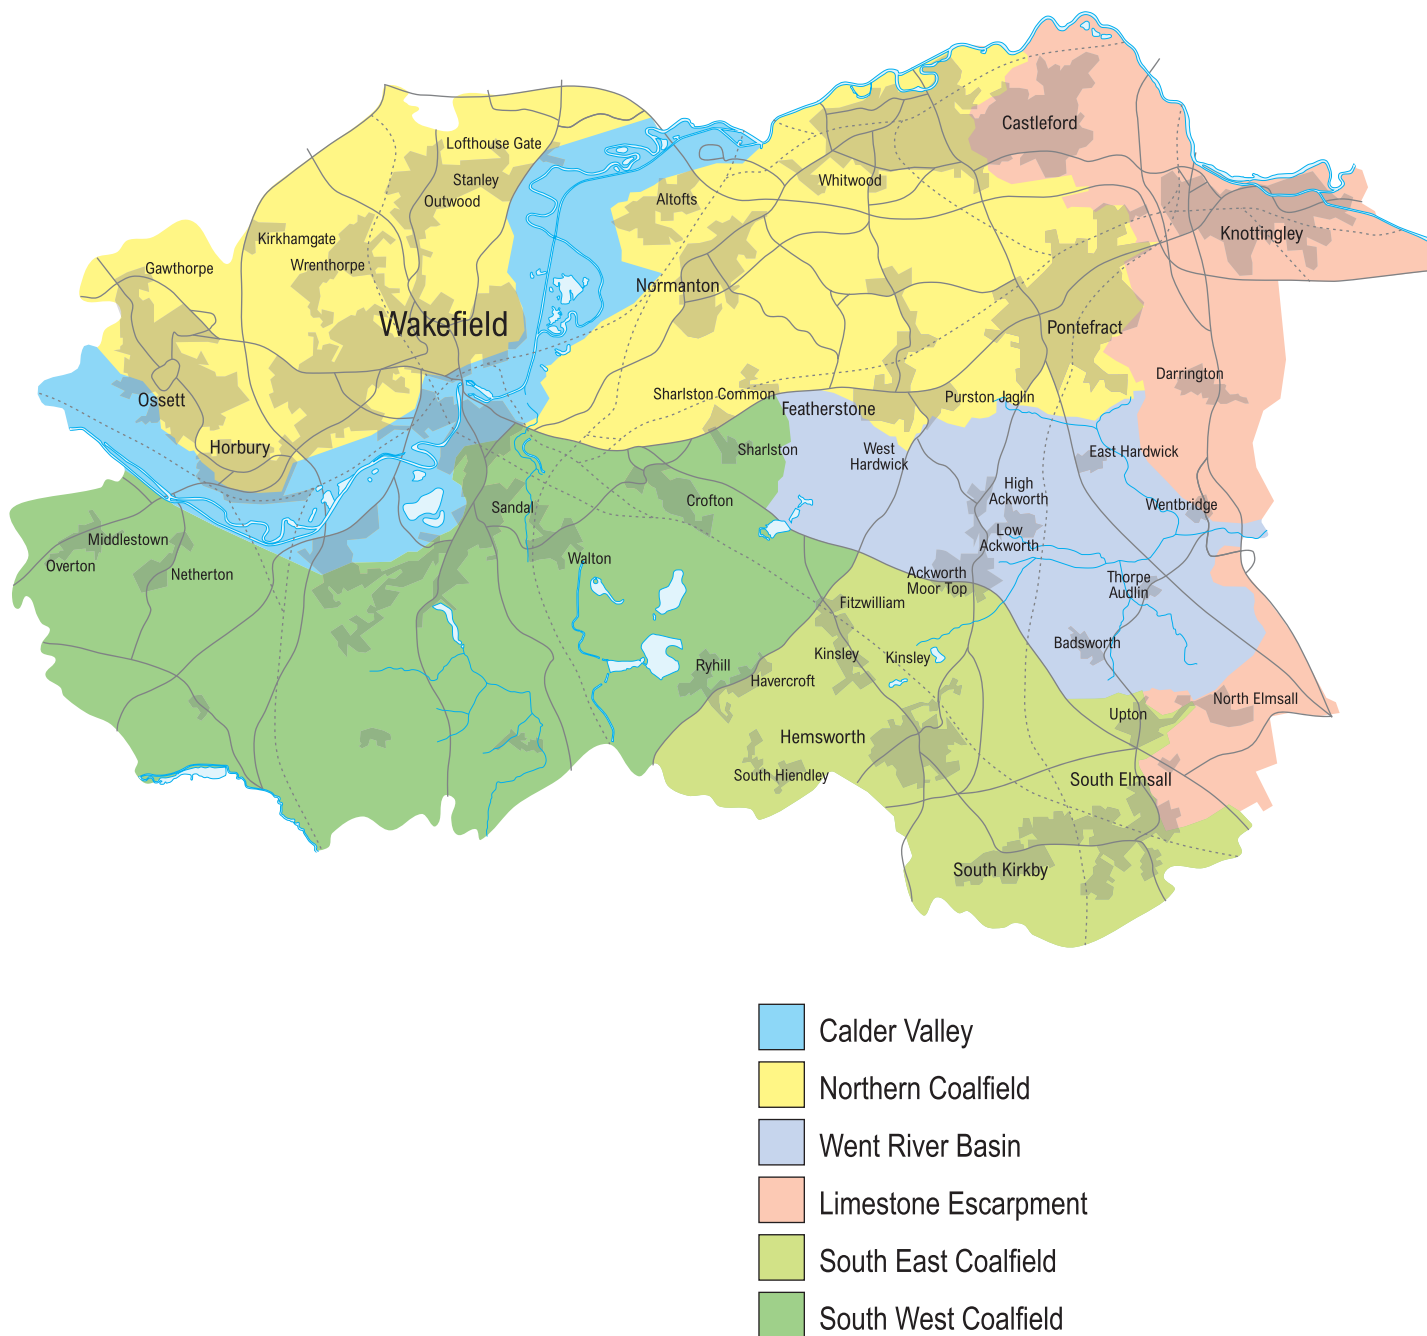 Castleford
Lofthouse Gate
Stanley
Whitwood
Outwood
Altofts
Knottingley
Kirkhamgate
Wrenthorpe
Gawthorpe
Normanton
Wakefield
Pontefract
Darrington
Sharlston Common
Purston Jaglin
Ossett
Featherstone
Horbury
Sharlston
West
Hardwick
East Hardwick
High
Ackworth
Crofton
Wentbridge
Sandal
Low
Ackworth
Middlestown
Walton
Overton
Netherton
Ackworth
Moor Top
Thorpe
Audlin
Fitzwilliam
Badsworth
Kinsley
Kinsley
Ryhill
Havercroft
North Elmsall
Upton
Hemsworth
South Hiendley
South Elmsall
South Kirkby
Calder Valley
Northern Coalfield
Went River Basin
Limestone Escarpment
South East Coalfield
South West Coalfield